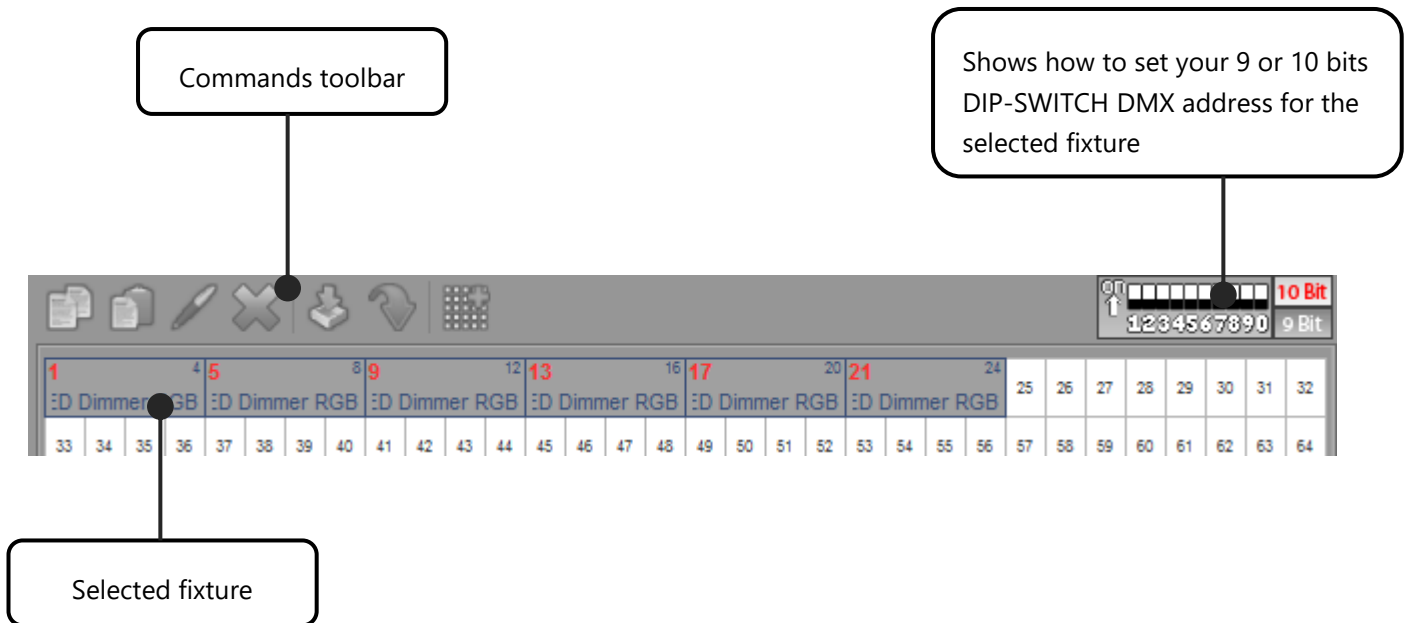 Commands toolbar
Shows how to set your 9 or 10 bits
DIP-SWITCH DMX address for the
selected fixture
ON
10 Bit
1234567890
9 Bit
1 4 5 8 9 12 13 16 17 20 21 24
25 26 27 28 29 30 31 32
ED Dimmer RGB ED Dimmer RGB ED Dimmer RGB ED Dimmer RGB ED Dimmer RGB ED Dimmer RGB
33 34 35 36 37 38 39 40 41 42 43 44 45 46 47 48 49 50 51 52 53 54 55 56 57 58 59 60 61 62 63 64
Selected fixture